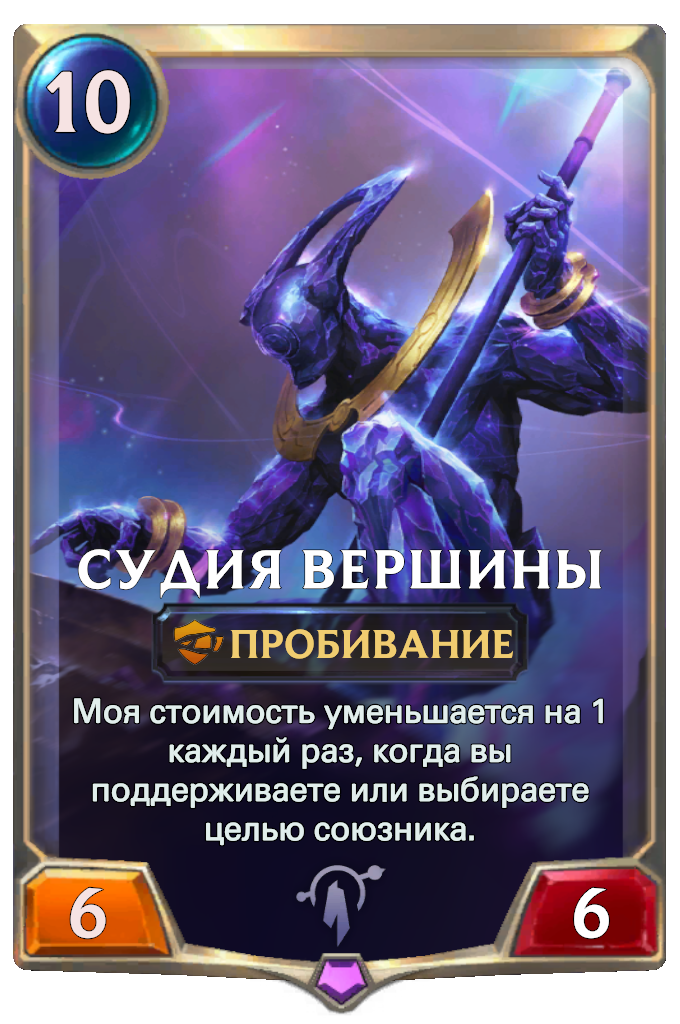 10
СУДИЯ ВЕРШИНЫ
ПРОБИВАНИЕ
Моя стоимость уменьшается на 1
каждый раз, когда вы
поддерживаете или выбираете
целью союзника.
6
6